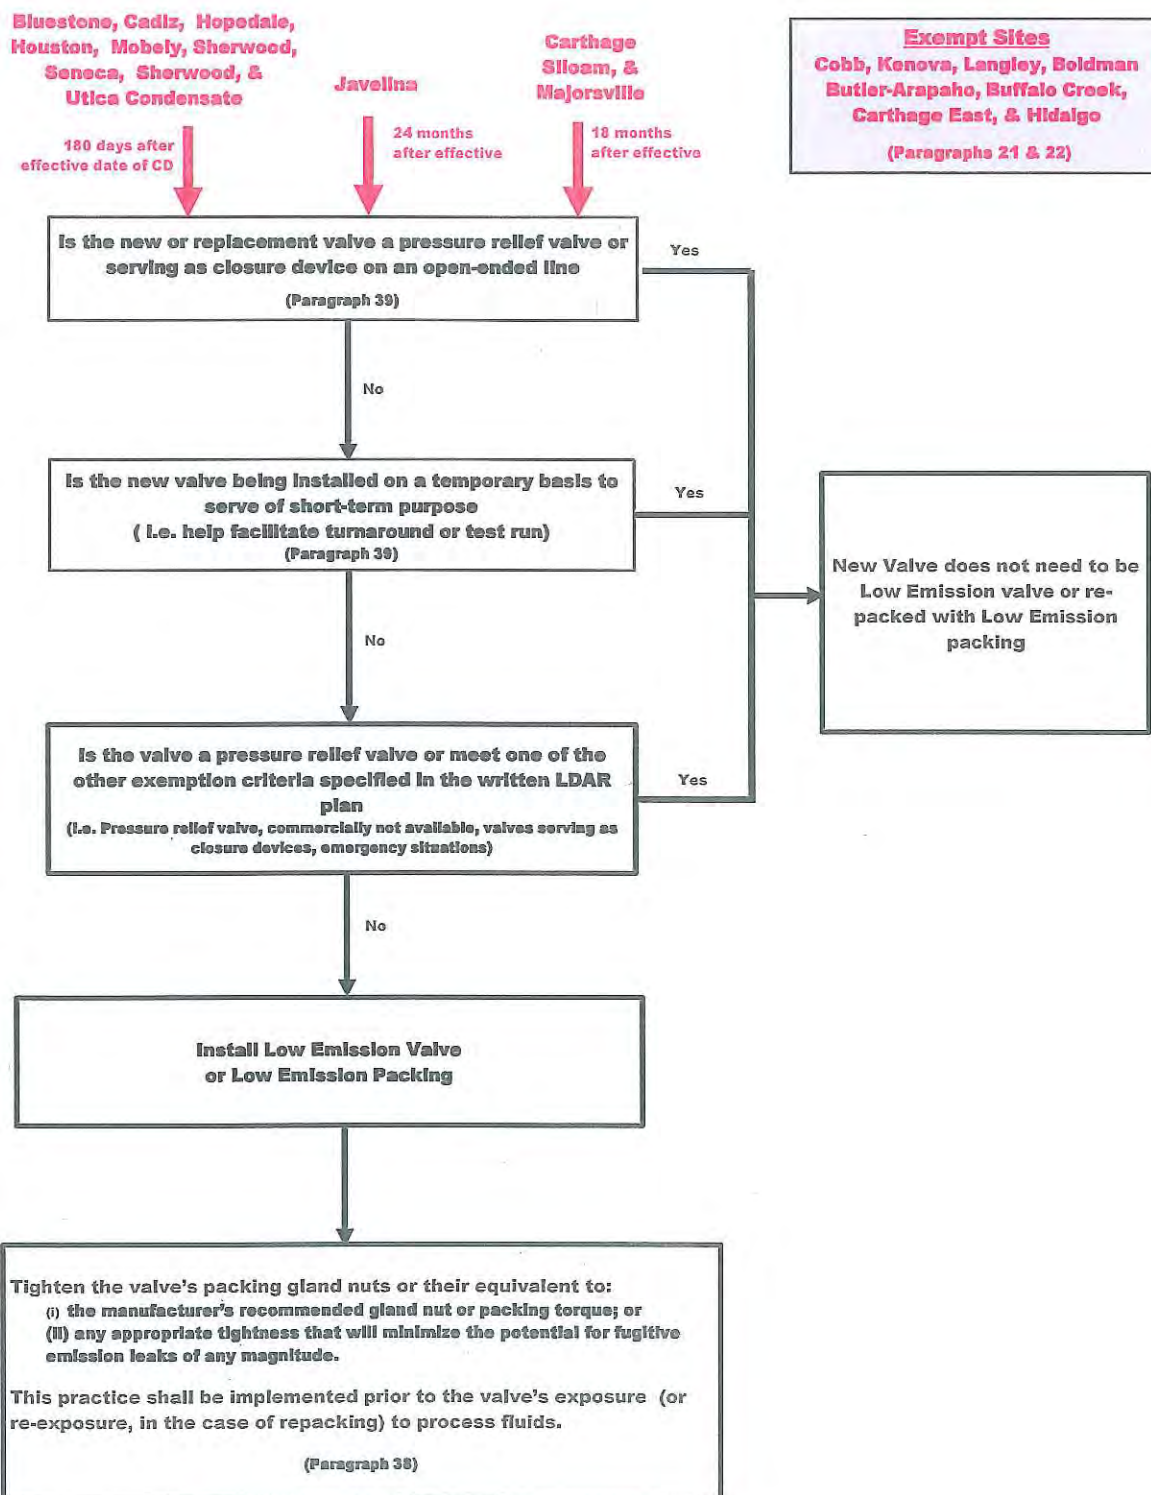 Bluestone, Cadiz, Hopedale,
Houston, Mobely, Sherwood,
Seneca, Sherwood, &
Utica Condensate
180 days after
effective date of CD
Javelina
24 months
after effective
Carthage
Siloam, &
Majorsville
18 months
after effective
Exempt Sites
Cobb, Kenova, Langley, Boldman
Butler-Arapaho, Buffalo Creek,
Carthage East, & Hidalgo
(Paragraphs 21 & 22)
Is the new or replacement valve a pressure relief valve or
serving as closure device on an open-ended line
(Paragraph 39)
Yes
No
Is the new valve being installed on a temporary basis to
serve of short-term purpose
( i.e. help facilitate turnaround or test run)
(Paragraph 39)
Yes
No
New Valve does not need to be
Low Emission valve or re-
packed with Low Emission
packing
Is the valve a pressure relief valve or meet one of the
other exemption criteria specified in the written LDAR
plan
(i.e. Pressure relief valve, commercially not available, valves serving as
closure devices, emergency situations)
Yes
No
Install Low Emission Valve
or Low Emission Packing
Tighten the valve's packing gland nuts or their equivalent to:
(i) the manufacturer's recommended gland nut or packing torque; or
(ii) any appropriate tightness that will minimize the potential for fugitive
emission leaks of any magnitude.
This practice shall be implemented prior to the valve's exposure (or
re-exposure, in the case of repacking) to process fluids.
(Paragraph 38)